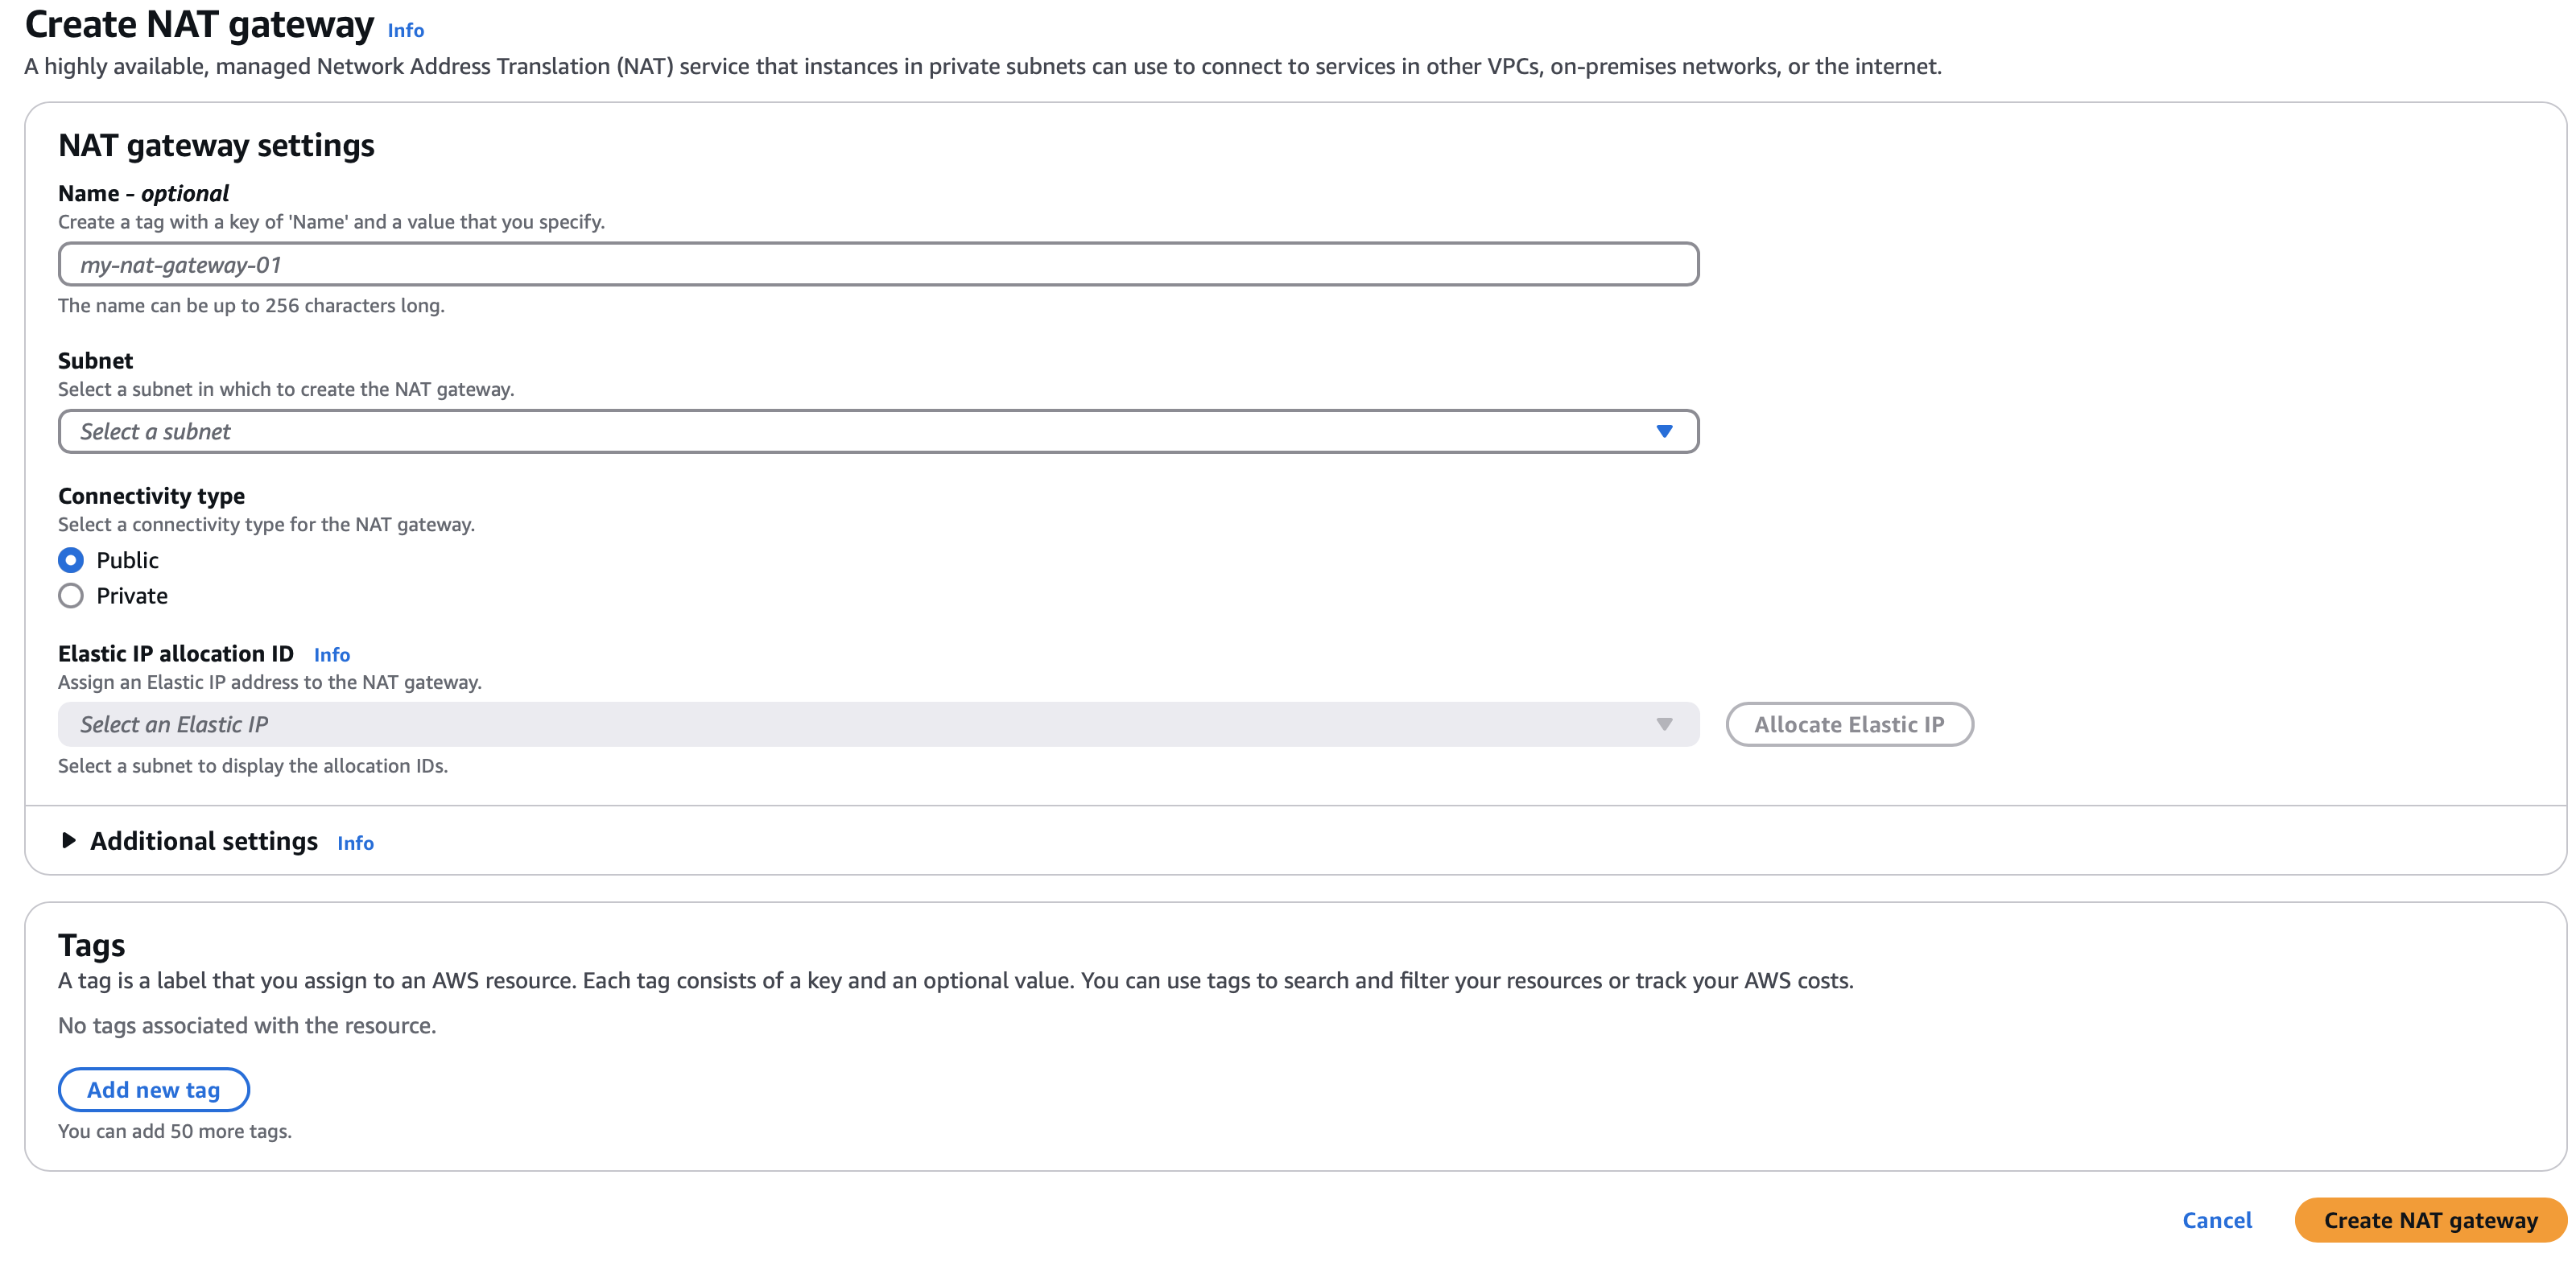 Create NAT gateway Info
A highly available, managed Network Address Translation (NAT) service that instances in private subnets can use to connect to services in other VPCs, on-premises networks, or the internet.
NAT gateway settings
Name - optional
Create a tag with a key of 'Name' and a value that you specify.
my-nat-gateway-01
The name can be up to 256 characters long.
Subnet
Select a subnet in which to create the NAT gateway.
Select a subnet
Connectivity type
Select a connectivity type for the NAT gateway.
Public
Private
Elastic IP allocation ID Info
Assign an Elastic IP address to the NAT gateway.
Select an Elastic IP
Allocate Elastic IP
Select a subnet to display the allocation IDs.
Additional settings Info
Tags
A tag is a label that you assign to an AWS resource. Each tag consists of a key and an optional value. You can use tags to search and filter your resources or track your AWS costs.
No tags associated with the resource.
Add new tag
You can add 50 more tags.
Cancel
Create NAT gateway